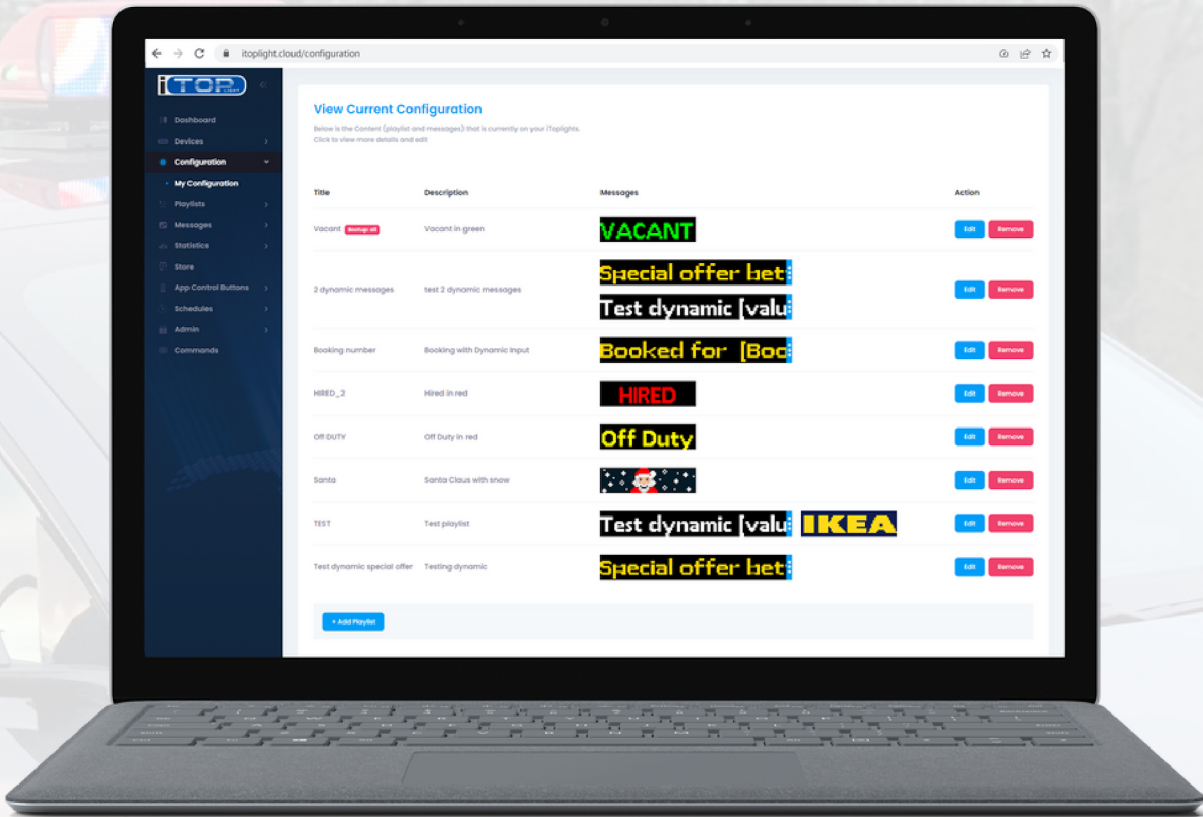 itoplight.cloud/configuration
iTOP LIGHT
Dashboard
Devices
Configuration
My Configuration
Playlists
Messages
Statistics
Store
App Control Buttons
Schedules
Admin
Commands
View Current Configuration
Below is the Content (playlist and messages) that is currently on your iToplights.
Click to view more details and edit
Title Description Messages Action
Vacant Bootup all Vacant in green VACANT Edit Remove
2 dynamic messages test 2 dynamic messages Special offer bet Edit Remove
Test dynamic [valu
Booking number Booking with Dynamic Input Booked for [Boo Edit Remove
HIRED_2 Hired in red HIRED Edit Remove
Off DUTY Off Duty in red Off Duty Edit Remove
Santa Santa Claus with snow Edit Remove
TEST Test playlist Test dynamic [valu IKEA Edit Remove
Test dynamic special offer Testing dynamic Special offer bet Edit Remove
+ Add Playlist